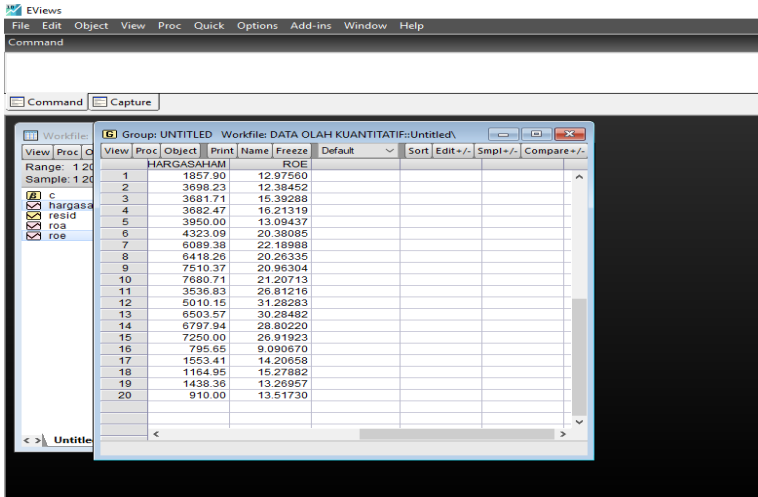 EViews
File Edit Object View Proc Quick Options Add-ins Window Help
Command
Command Capture
Workfile:
View Proc O
Range: 1 20
Sample: 1 20
c
hargasa
resid
roa
roe
< > Untitle
Group: UNTITLED Workfile: DATA OLAH KUANTITATIF::Untitled\
View Proc Object Print Name Freeze Default Sort Edit+/- Smpl+/- Compare+/-
HARGASAHAM ROE
1 1857.90 12.97560
2 3698.23 12.38452
3 3681.71 15.39288
4 3682.47 16.21319
5 3950.00 13.09437
6 4323.09 20.38085
7 6089.38 22.18988
8 6418.26 20.26335
9 7510.37 20.96304
10 7680.71 21.20713
11 3536.83 26.81216
12 5010.15 31.28283
13 6503.57 30.28482
14 6797.94 28.80220
15 7250.00 26.91923
16 795.65 9.090670
17 1553.41 14.20658
18 1164.95 15.27882
19 1438.36 13.26957
20 910.00 13.51730